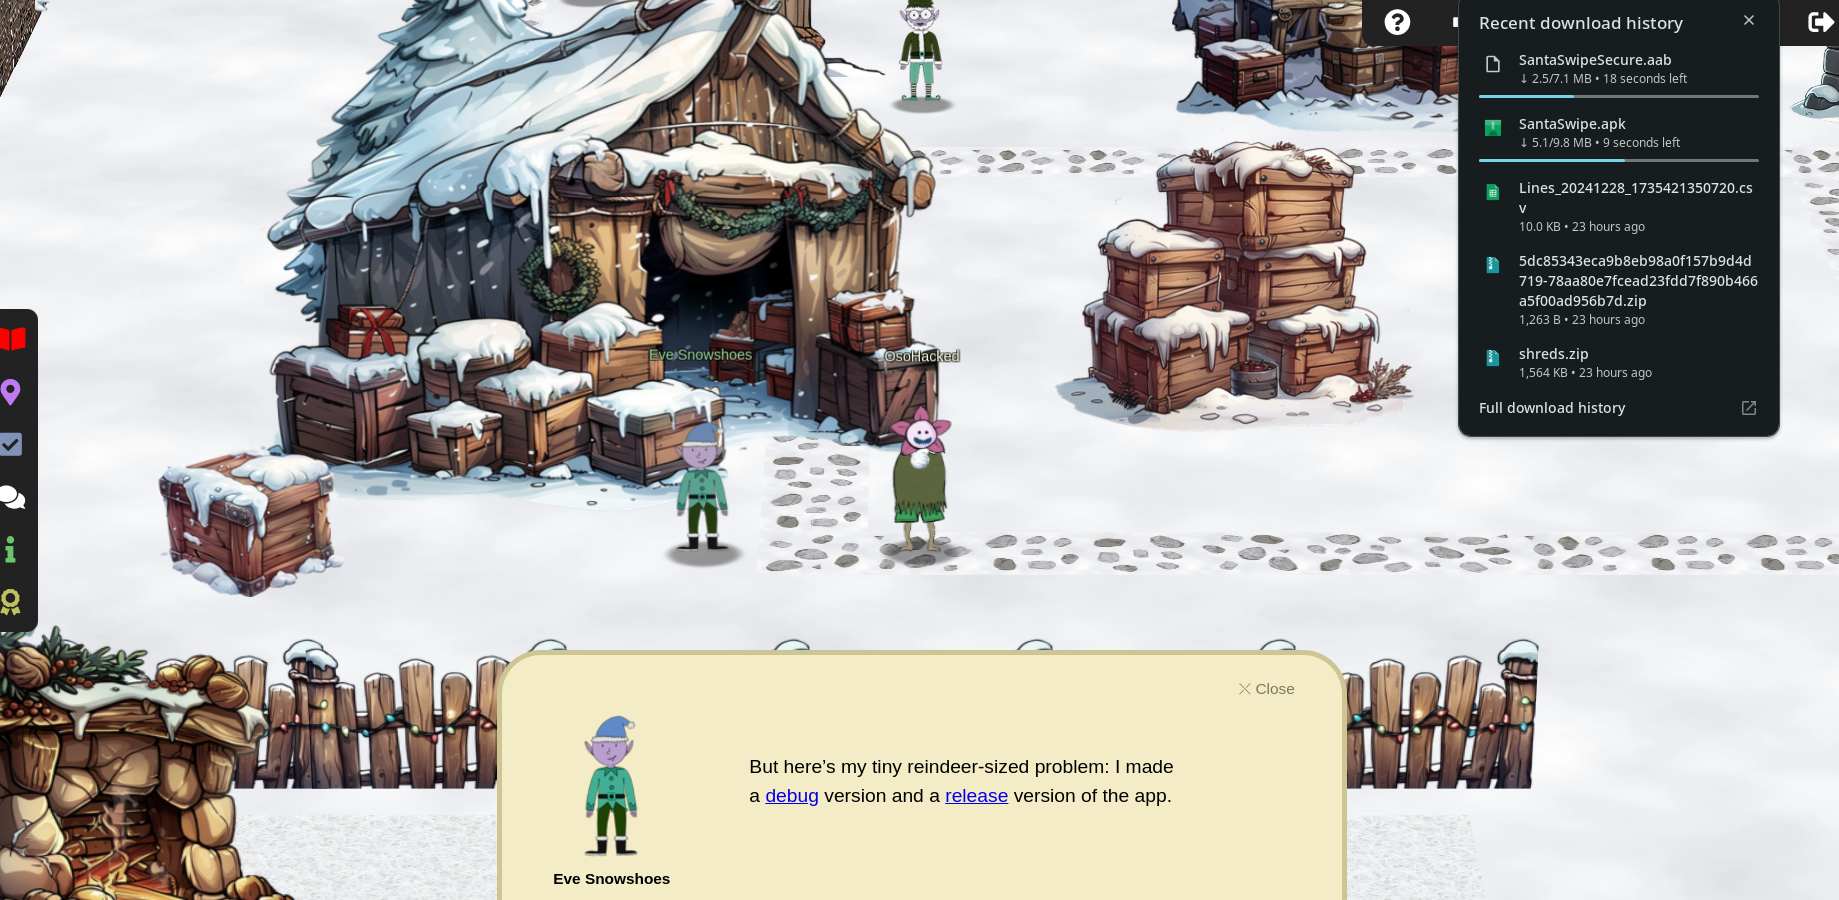 Recent download history
SantaSwipeSecure.aab
↓ 2.5/7.1 MB • 18 seconds left
SantaSwipe.apk
↓ 5.1/9.8 MB • 9 seconds left
Lines_20241228_1735421350720.cs
v
10.0 KB • 23 hours ago
5dc85343eca9b8eb98a0f157b9d4d
719-78aa80e7fcead23fdd7f890b466
a5f00ad956b7d.zip
1,263 B • 23 hours ago
shreds.zip
1,564 KB • 23 hours ago
Full download history
Eve Snowshoes
OsoHacked
Close
But here’s my tiny reindeer-sized problem: I made
a debug version and a release version of the app.
Eve Snowshoes